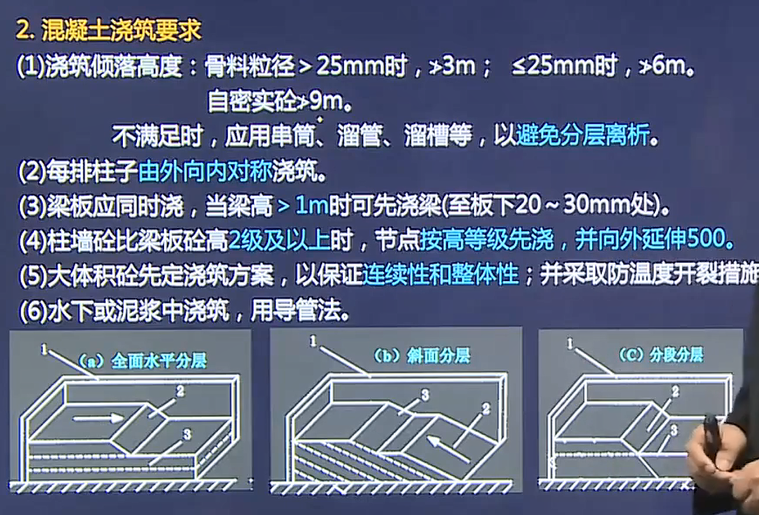 2. 混凝土浇筑要求
(1)浇筑倾落高度：骨料粒径＞25mm时，≯3m； ≤25mm时，≯6m。
自密实砼≯9m。
不满足时，应用串筒、溜管、溜槽等，以避免分层离析。
(2)每排柱子由外向内对称浇筑。
(3)梁板应同时浇，当梁高＞1m时可先浇梁(至板下20～30mm处)。
(4)柱墙砼比梁板砼高2级及以上时，节点按高等级先浇，并向外延伸500。
(5)大体积砼先定浇筑方案，以保证连续性和整体性；并采取防温度开裂措施
(6)水下或泥浆中浇筑，用导管法。
1 (a) 全面水平分层 2 3
1 (b) 斜面分层 3 2
1 (C) 分段分层 2 3